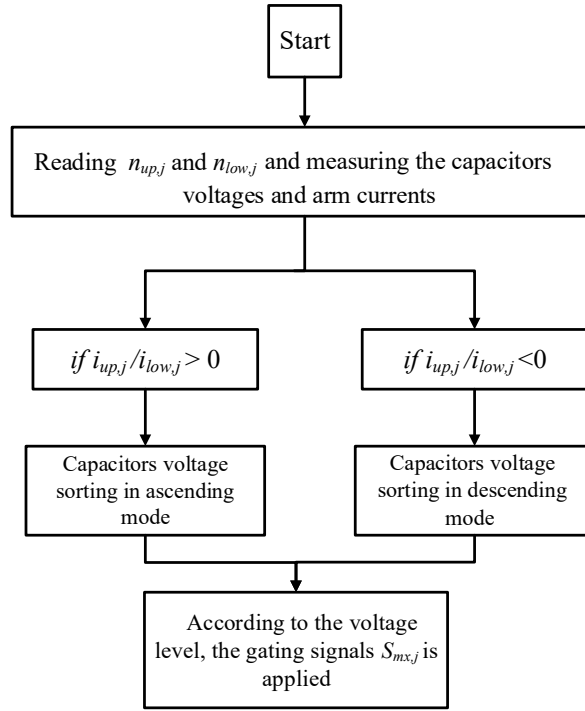 Start
Reading n_{up,j} and n_{low,j} and measuring the capacitors
voltages and arm currents
if i_{up,j}/i_{low,j} > 0
if i_{up,j}/i_{low,j} <0
Capacitors voltage
sorting in ascending
mode
Capacitors voltage
sorting in descending
mode
According to the voltage
level, the gating signals S_{mx,j} is
applied